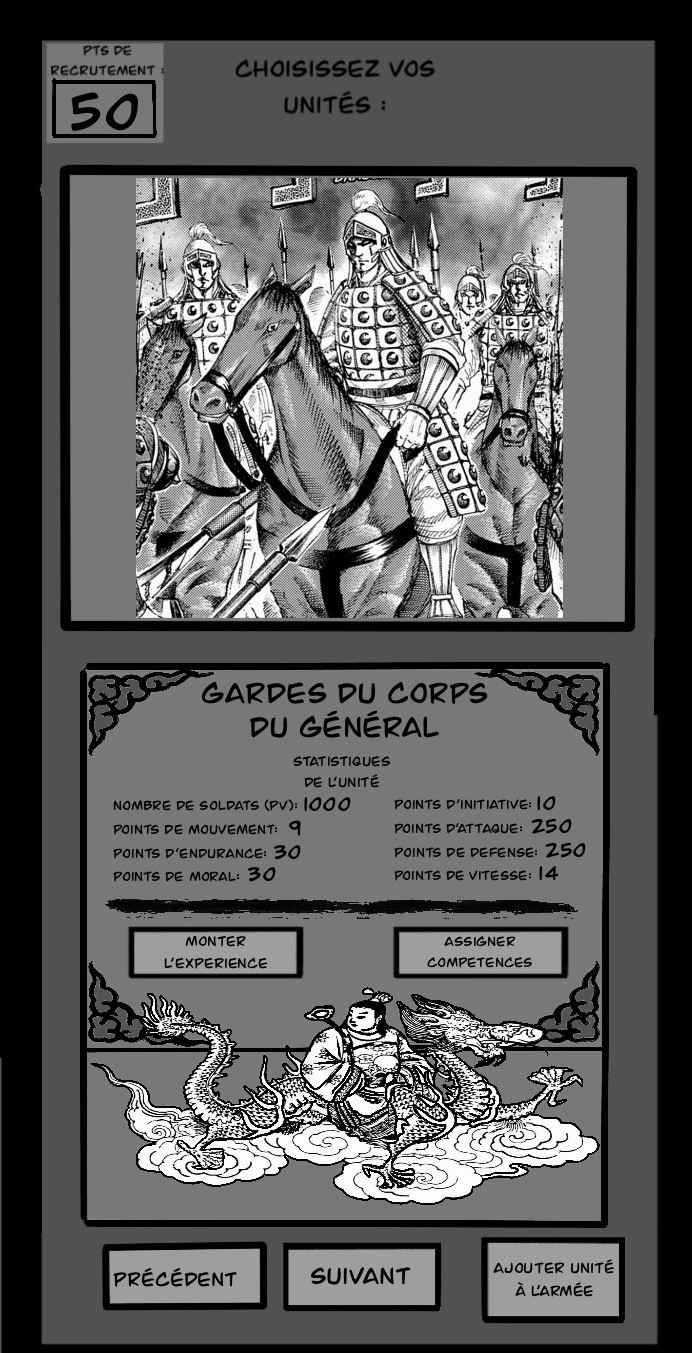 PTS DE
RECRUTEMENT :
50
CHOISISSEZ VOS
UNITÉS :
GARDES DU CORPS
DU GÉNÉRAL
STATISTIQUES
DE L'UNITÉ
NOMBRE DE SOLDATS (PV): 1000
POINTS DE MOUVEMENT: 9
POINTS D'ENDURANCE: 30
POINTS DE MORAL: 30
POINTS D'INITIATIVE: 10
POINTS D'ATTAQUE: 250
POINTS DE DEFENSE: 250
POINTS DE VITESSE: 14
MONTER
L'EXPERIENCE
ASSIGNER
COMPETENCES
PRÉCÉDENT
SUIVANT
AJOUTER UNITÉ
À L'ARMÉE